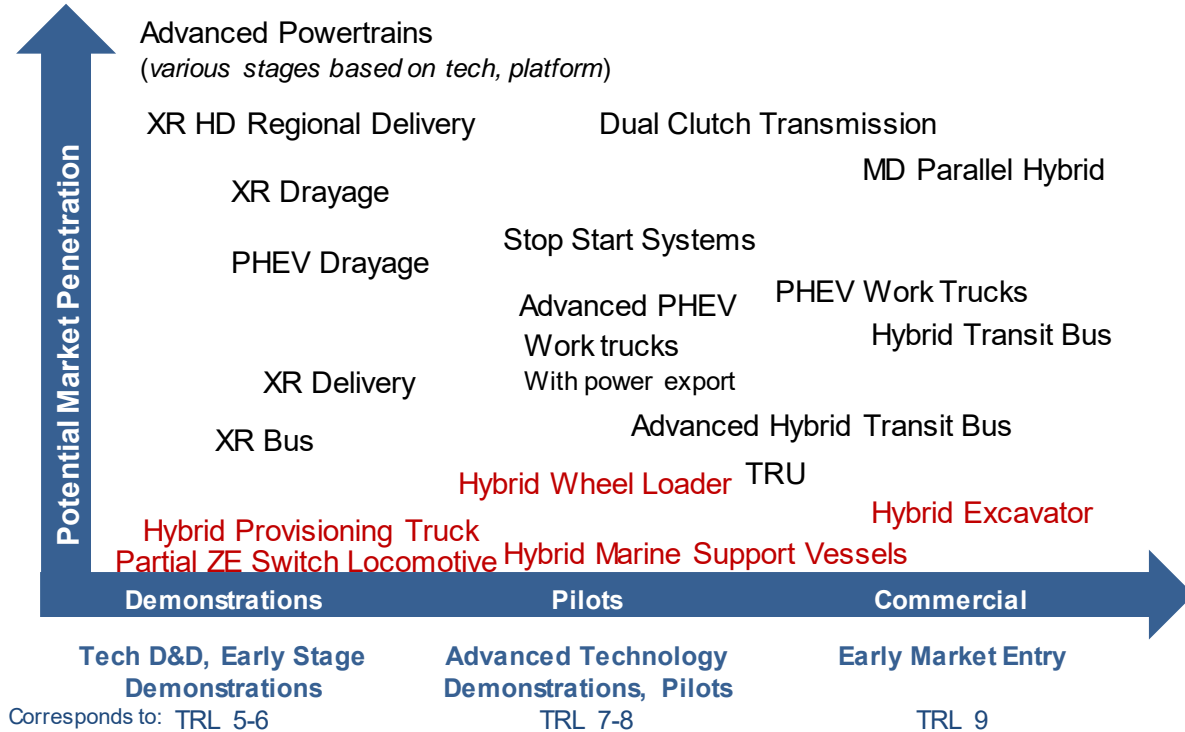 Advanced Powertrains
(various stages based on tech, platform)
XR HD Regional Delivery
Dual Clutch Transmission
MD Parallel Hybrid
XR Drayage
Stop Start Systems
PHEV Drayage
PHEV Work Trucks
Advanced PHEV
Work trucks
With power export
Hybrid Transit Bus
XR Delivery
Advanced Hybrid Transit Bus
XR Bus
Hybrid Wheel Loader
TRU
Hybrid Excavator
Hybrid Provisioning Truck
Partial ZE Switch Locomotive
Hybrid Marine Support Vessels
Potential Market Penetration
Demonstrations
Pilots
Commercial
Tech D&D, Early Stage
Demonstrations
Advanced Technology
Demonstrations, Pilots
Early Market Entry
Corresponds to: TRL 5-6
TRL 7-8
TRL 9